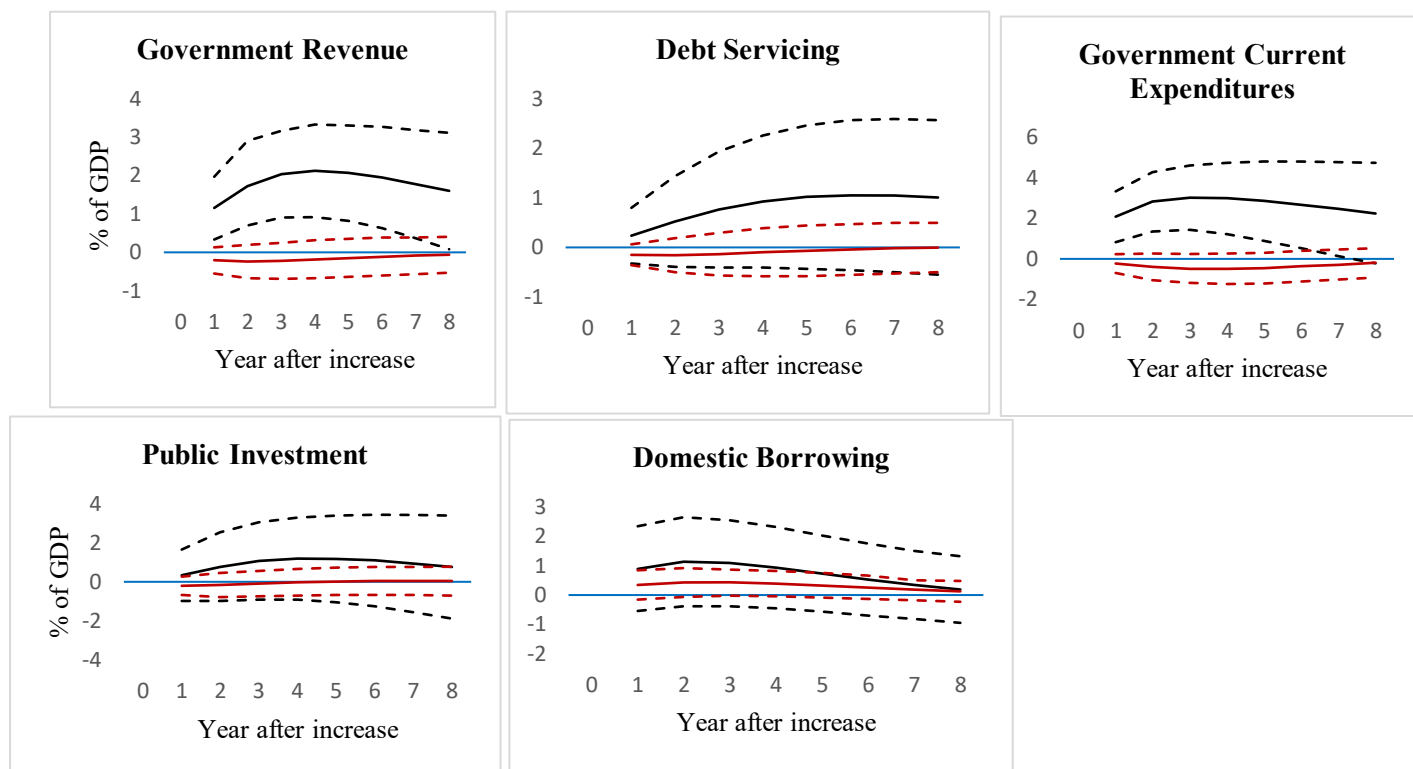 Government Revenue
4
3
2
1
0
-1
% of GDP
0 1 2 3 4 5 6 7 8
Year after increase
Debt Servicing
3
2
1
0
-1
0 1 2 3 4 5 6 7 8
Year after increase
Government Current
Expenditures
6
4
2
0
-2
0 1 2 3 4 5 6 7 8
Year after increase
Public Investment
4
2
0
-2
-4
% of GDP
0 1 2 3 4 5 6 7 8
Year after increase
Domestic Borrowing
3
2
1
0
-1
-2
0 1 2 3 4 5 6 7 8
Year after increase